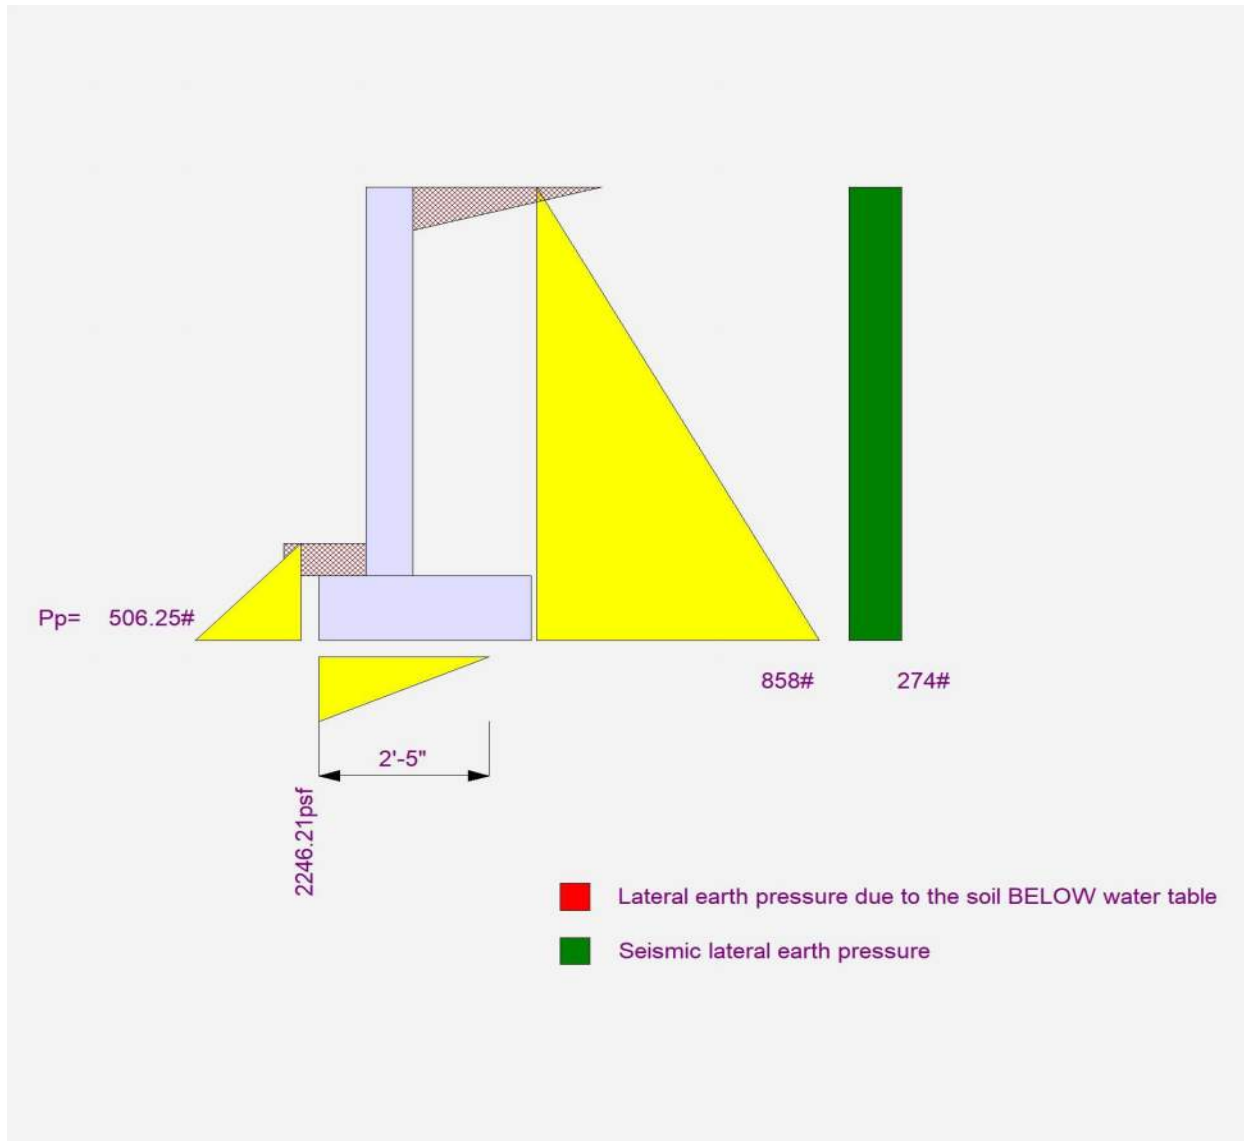 Pp= 506.25#
858# 274#
2'-5"
2246.21psf
Lateral earth pressure due to the soil BELOW water table
Seismic lateral earth pressure